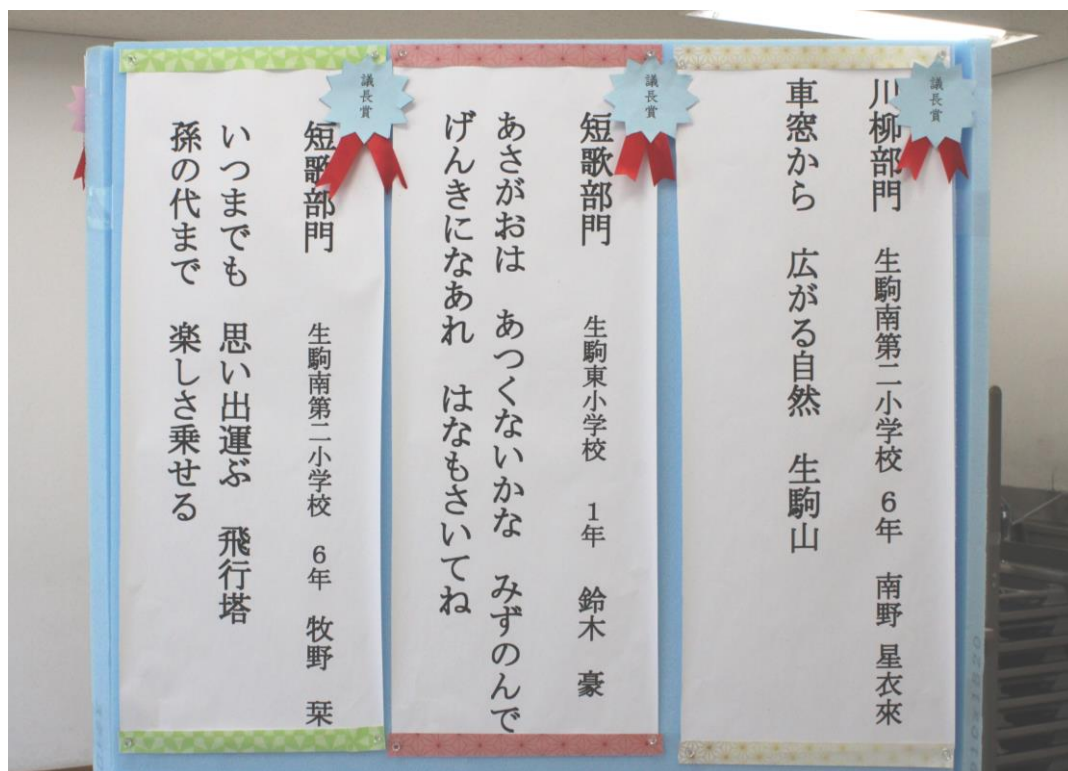 議長賞
川柳部門 生駒南第二小学校 6年 南野 星衣來
車窓から 広がる自然 生駒山
議長賞
短歌部門 生駒東小学校 1年 鈴木 豪
あさがおは あつくないかな みずのんで
げんきになあれ はなもさいてね
議長賞
短歌部門 生駒南第二小学校 6年 牧野 栞
いつまでも 思い出運ぶ 飛行塔
孫の代まで 楽しさ乗せる